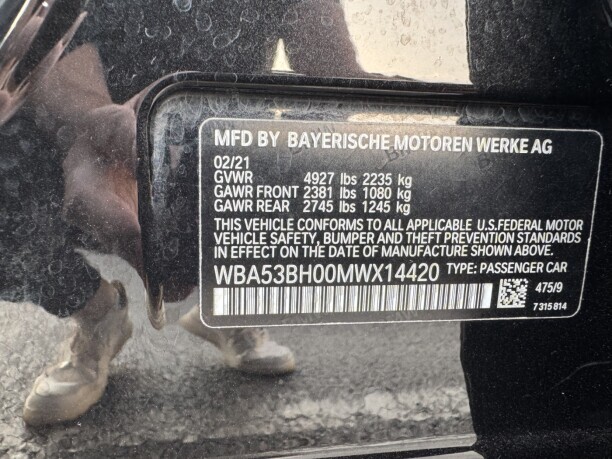 MFD BY BAYERISCHE MOTOREN WERKE AG
02/21
GVWR 4927 lbs 2235 kg
GAWR FRONT 2381 lbs 1080 kg
GAWR REAR 2745 lbs 1245 kg
THIS VEHICLE CONFORMS TO ALL APPLICABLE U.S.FEDERAL MOTOR
VEHICLE SAFETY, BUMPER AND THEFT PREVENTION STANDARDS
IN EFFECT ON THE DATE OF MANUFACTURE SHOWN ABOVE.
WBA53BH00MWX14420 TYPE: PASSENGER CAR
475/9
7315814